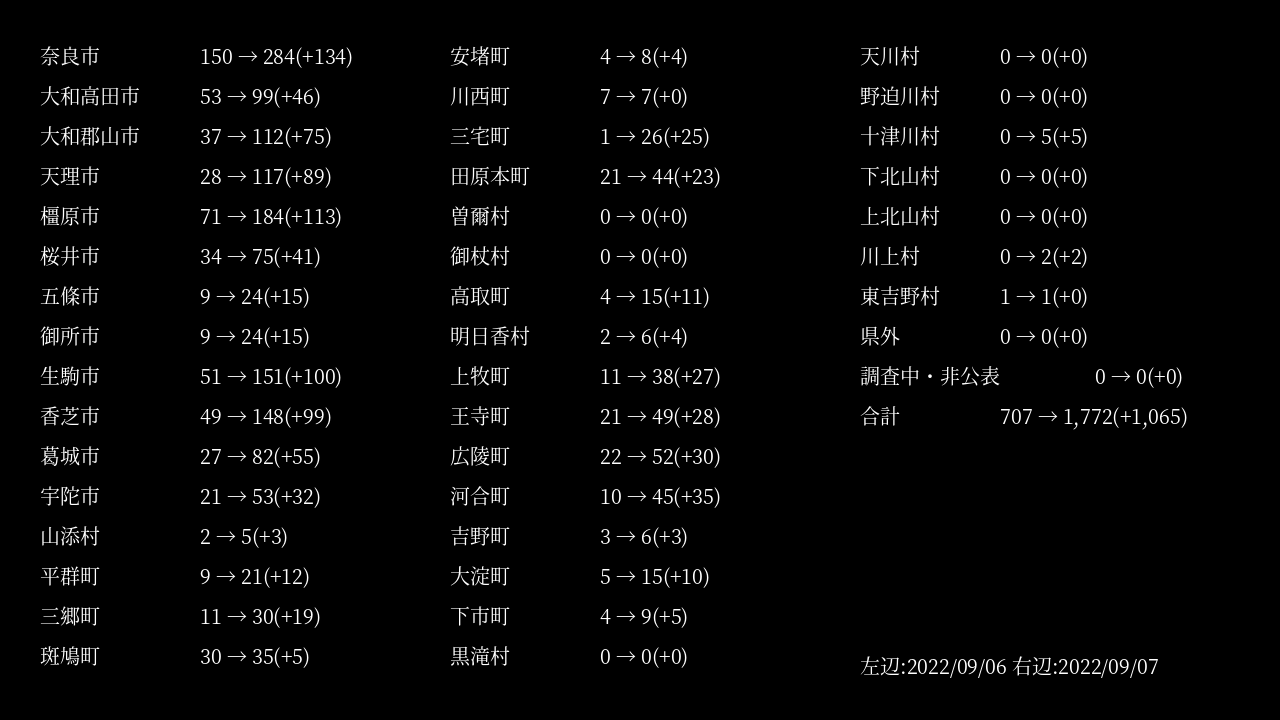 奈良市 150 → 284(+134)
大和高田市 53 → 99(+46)
大和郡山市 37 → 112(+75)
天理市 28 → 117(+89)
橿原市 71 → 184(+113)
桜井市 34 → 75(+41)
五條市 9 → 24(+15)
御所市 9 → 24(+15)
生駒市 51 → 151(+100)
香芝市 49 → 148(+99)
葛城市 27 → 82(+55)
宇陀市 21 → 53(+32)
山添村 2 → 5(+3)
平群町 9 → 21(+12)
三郷町 11 → 30(+19)
斑鳩町 30 → 35(+5)
安堵町 4 → 8(+4)
川西町 7 → 7(+0)
三宅町 1 → 26(+25)
田原本町 21 → 44(+23)
曽爾村 0 → 0(+0)
御杖村 0 → 0(+0)
高取町 4 → 15(+11)
明日香村 2 → 6(+4)
上牧町 11 → 38(+27)
王寺町 21 → 49(+28)
広陵町 22 → 52(+30)
河合町 10 → 45(+35)
吉野町 3 → 6(+3)
大淀町 5 → 15(+10)
下市町 4 → 9(+5)
黒滝村 0 → 0(+0)
天川村 0 → 0(+0)
野迫川村 0 → 0(+0)
十津川村 0 → 5(+5)
下北山村 0 → 0(+0)
上北山村 0 → 0(+0)
川上村 0 → 2(+2)
東吉野村 1 → 1(+0)
県外 0 → 0(+0)
調査中・非公表 0 → 0(+0)
合計 707 → 1,772(+1,065)
左辺:2022/09/06 右辺:2022/09/07